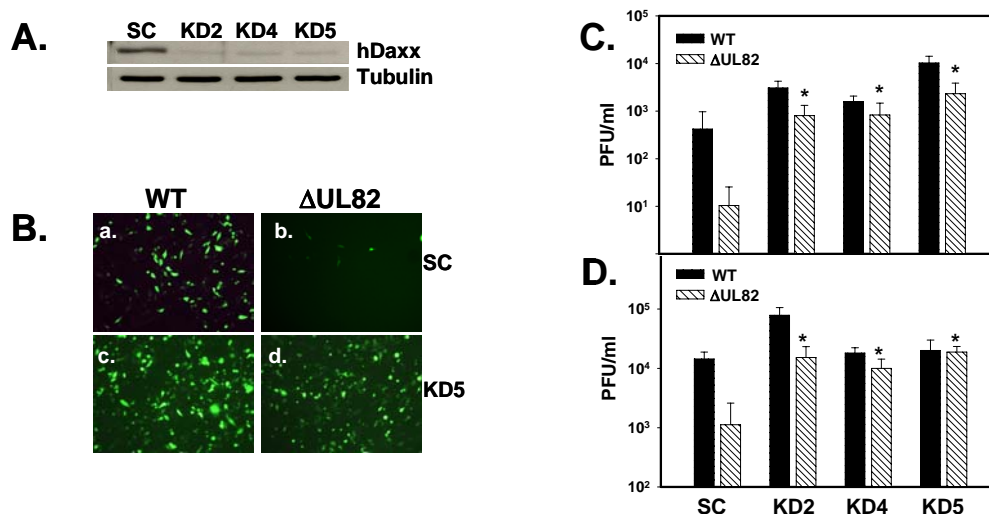 A.
SC KD2 KD4 KD5
hDaxx
Tubulin
B.
WT ΔUL82
a. b.
SC
c. d.
KD5
C.
PFU/ml
10⁵
10⁴
10³
10²
10¹
WT
ΔUL82
* * *
D.
PFU/ml
10⁵
10⁴
10³
10²
WT
ΔUL82
* * *
SC KD2 KD4 KD5